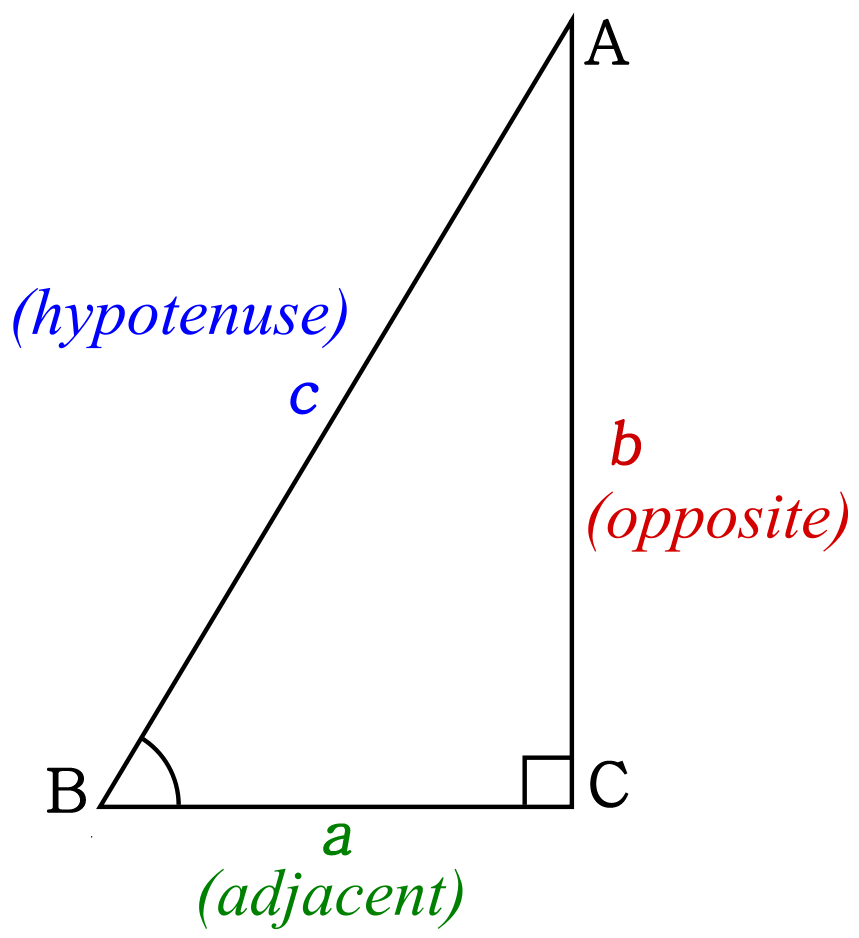 A
(hypotenuse)
c
b
(opposite)
B
C
a
(adjacent)